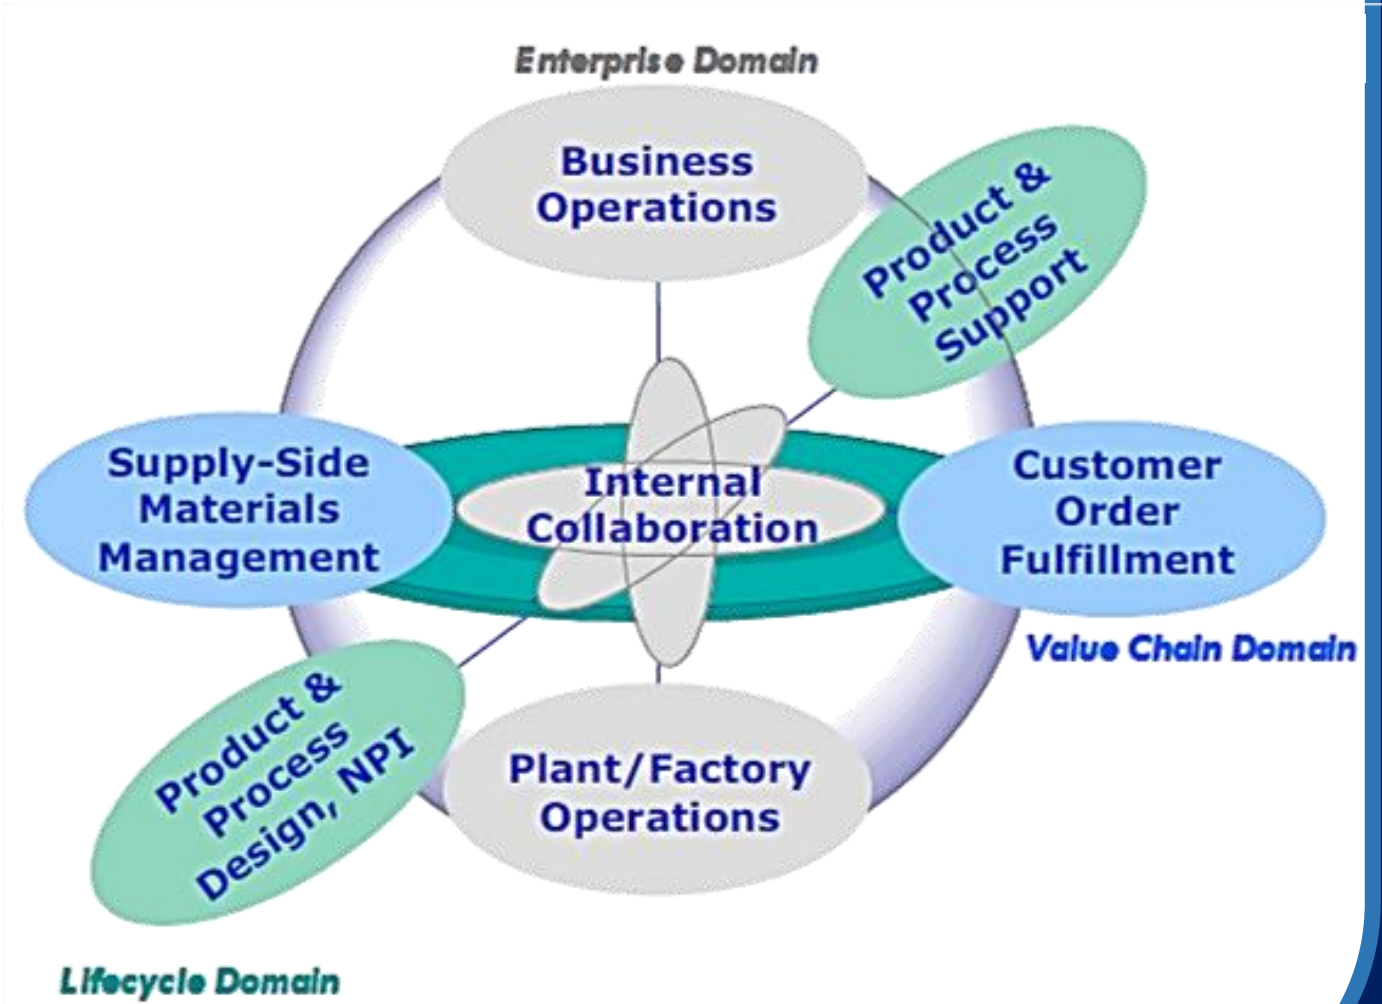 Enterprise Domain
Business
Operations
Product &
Process
Support
Supply-Side
Materials
Management
Internal
Collaboration
Customer
Order
Fulfillment
Value Chain Domain
Product &
Process
Design, NPI
Plant/Factory
Operations
Lifecycle Domain